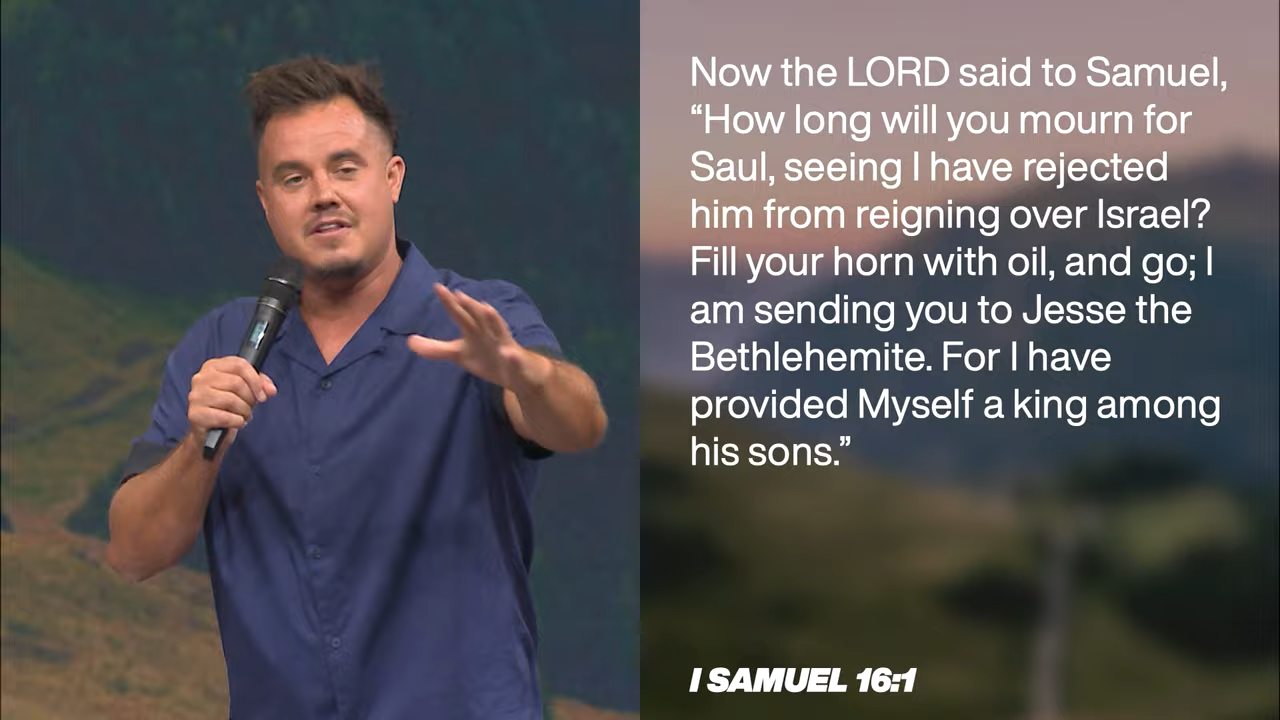 Now the LORD said to Samuel,
“How long will you mourn for
Saul, seeing I have rejected
him from reigning over Israel?
Fill your horn with oil, and go; I
am sending you to Jesse the
Bethlehemite. For I have
provided Myself a king among
his sons.”
I SAMUEL 16:1